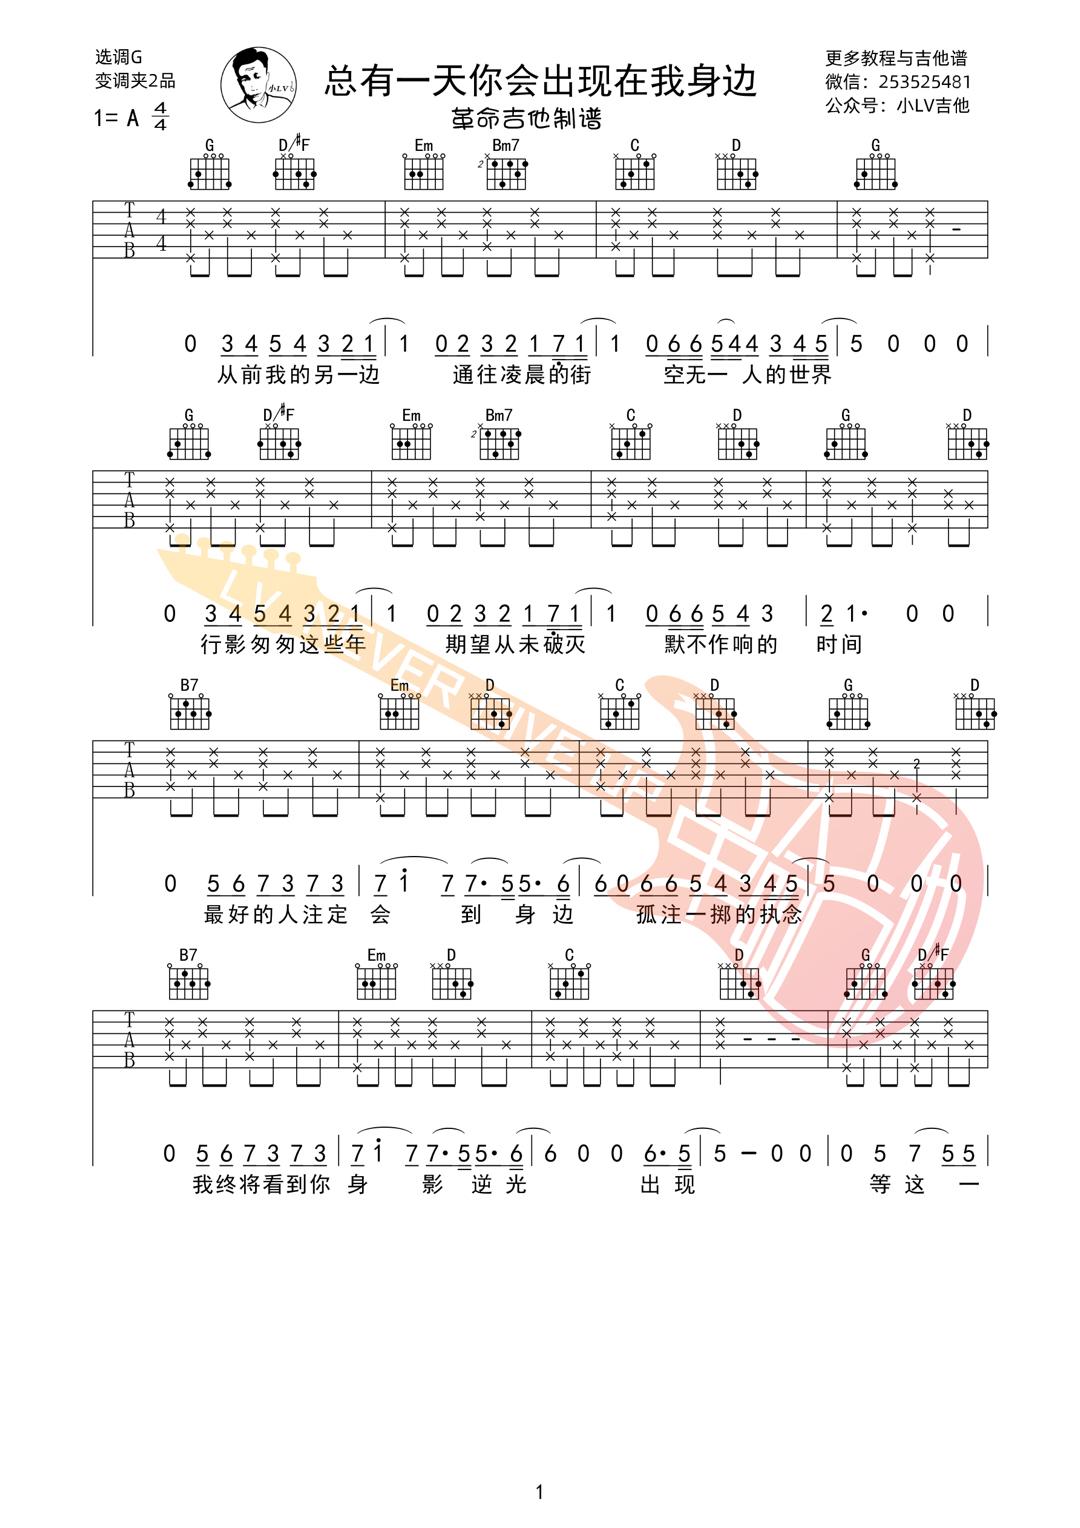 选调G
变调夹2品
1= A 4/4
小LV
总有一天你会出现在我身边
革命吉他制谱
更多教程与吉他谱
微信：253525481
公众号：小LV吉他
G D/#F Em Bm7 C D G
2
T A B 4 4
0 3 4 5 4 3 2 1 | 1 0 2 3 2 1 7 1 | 1 0 6 6 5 4 4 3 4 5 | 5 0 0 0
从前我的另一边 通往凌晨的街 空无一 人的世界
G D/#F Em Bm7 C D G D
2
T A B
0 3 4 5 4 3 2 1 | 1 0 2 3 2 1 7 1 | 1 0 6 6 5 4 3 | 2 1· 0 0
行影匆匆这些年 期望从未破灭 默不作响的 时间
B7 Em D C D G D
T A B 2
0 5 6 7 3 7 3 | 7 1 7 7· 5 5· 6 | 6 0 6 6 5 4 3 4 5 | 5 0 0 0
最好的人注定 会 到 身 边 孤注一掷的执念
B7 Em D C D G D/#F
T A B
0 5 6 7 3 7 3 | 7 1 7 7· 5 5· 6 | 6 0 0 6· 5 | 5 - 0 0 | 0 5 7 5 5
我终将看到你 身 影 逆光 出现 等这 一
LV NEVER GIVE UP
1